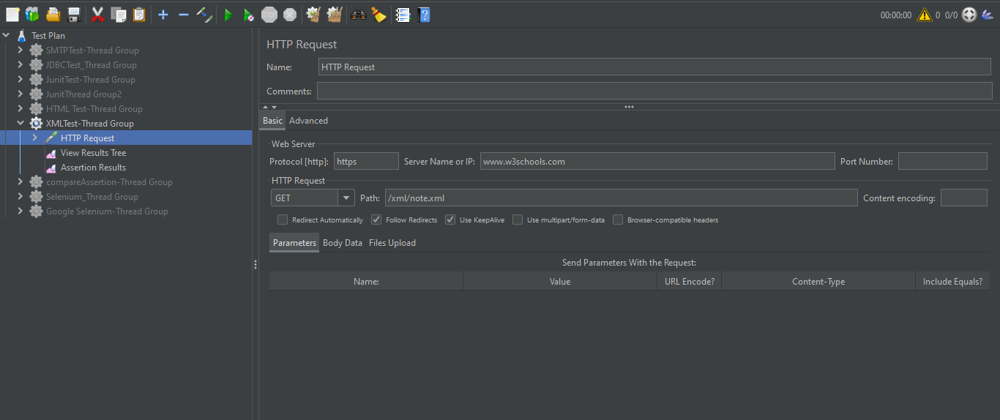 00:00:00 0 0/0
Test Plan
SMTPTest-Thread Group
JDBCTest_Thread Group
JunitTest-Thread Group
JunitThread Group2
HTML Test-Thread Group
XMLTest-Thread Group
HTTP Request
View Results Tree
Assertion Results
compareAssertion-Thread Group
Selenium_Thread Group
Google Selenium-Thread Group
HTTP Request
Name: HTTP Request
Comments:
Basic Advanced
Web Server
Protocol [http]: https Server Name or IP: www.w3schools.com Port Number:
HTTP Request
GET Path: /xml/note.xml Content encoding:
Redirect Automatically Follow Redirects Use KeepAlive Use multipart/form-data Browser-compatible headers
Parameters Body Data Files Upload
Send Parameters With the Request:
Name: Value URL Encode? Content-Type Include Equals?